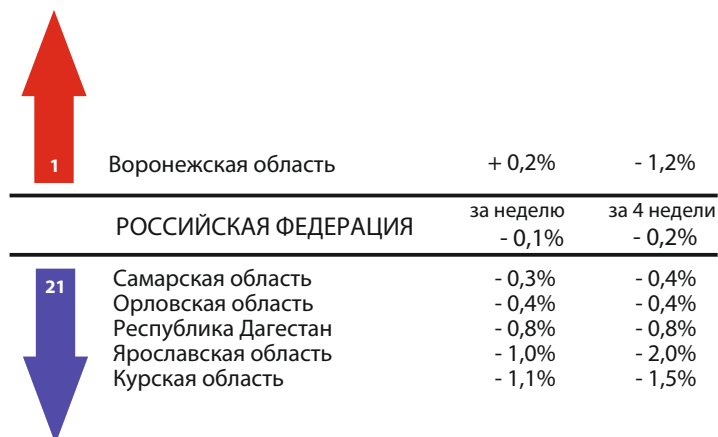 1 Воронежская область + 0,2% - 1,2%
за неделю за 4 недели
РОССИЙСКАЯ ФЕДЕРАЦИЯ - 0,1% - 0,2%
21 Самарская область - 0,3% - 0,4%
Орловская область - 0,4% - 0,4%
Республика Дагестан - 0,8% - 0,8%
Ярославская область - 1,0% - 2,0%
Курская область - 1,1% - 1,5%